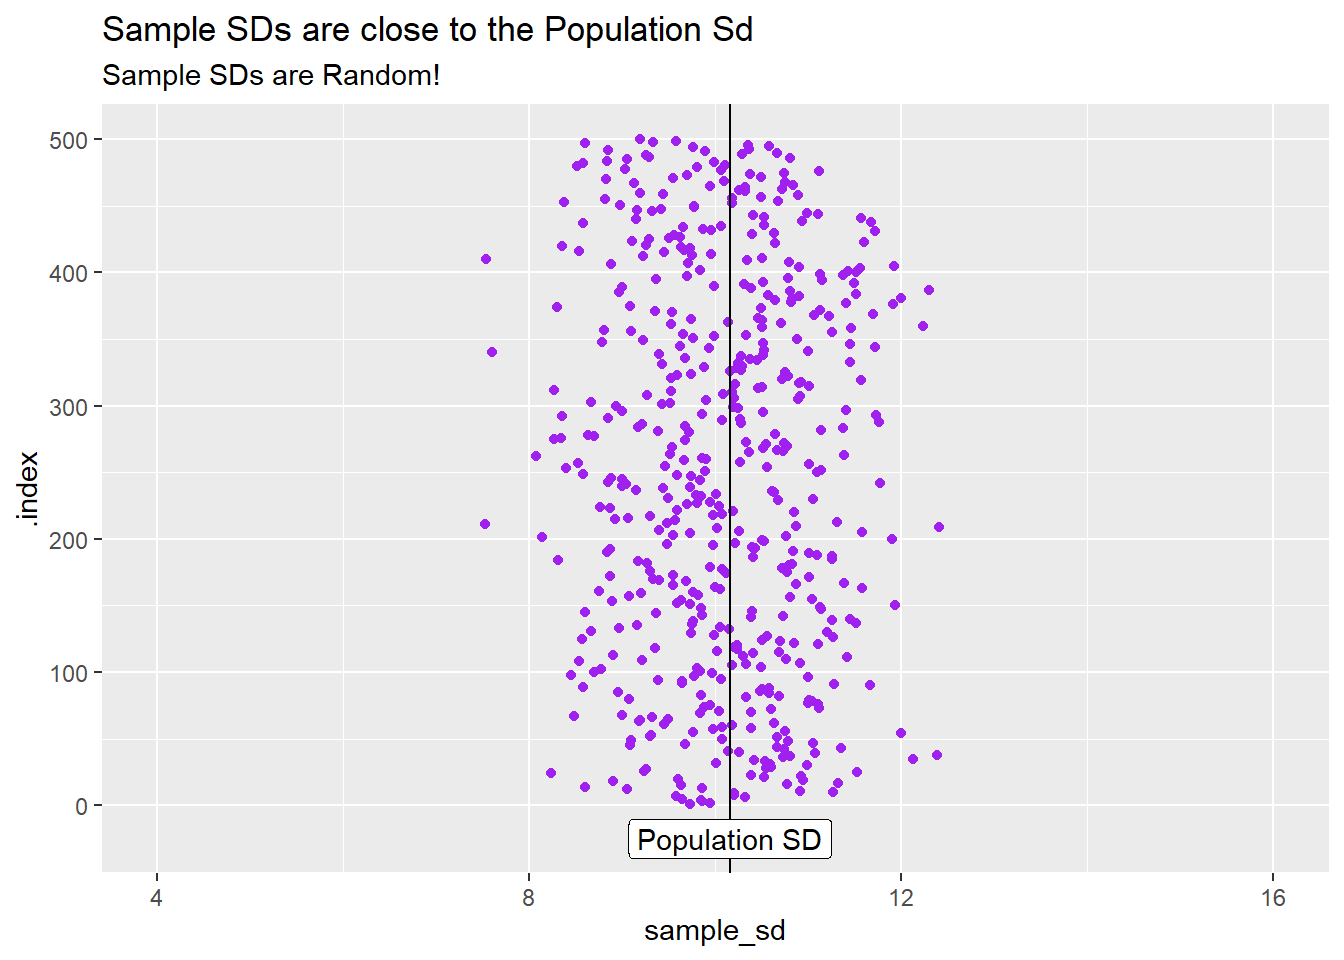 Sample SDs are close to the Population Sd
Sample SDs are Random!
500
400
300
200
100
0
.index
Population SD
4 8 12 16
sample_sd